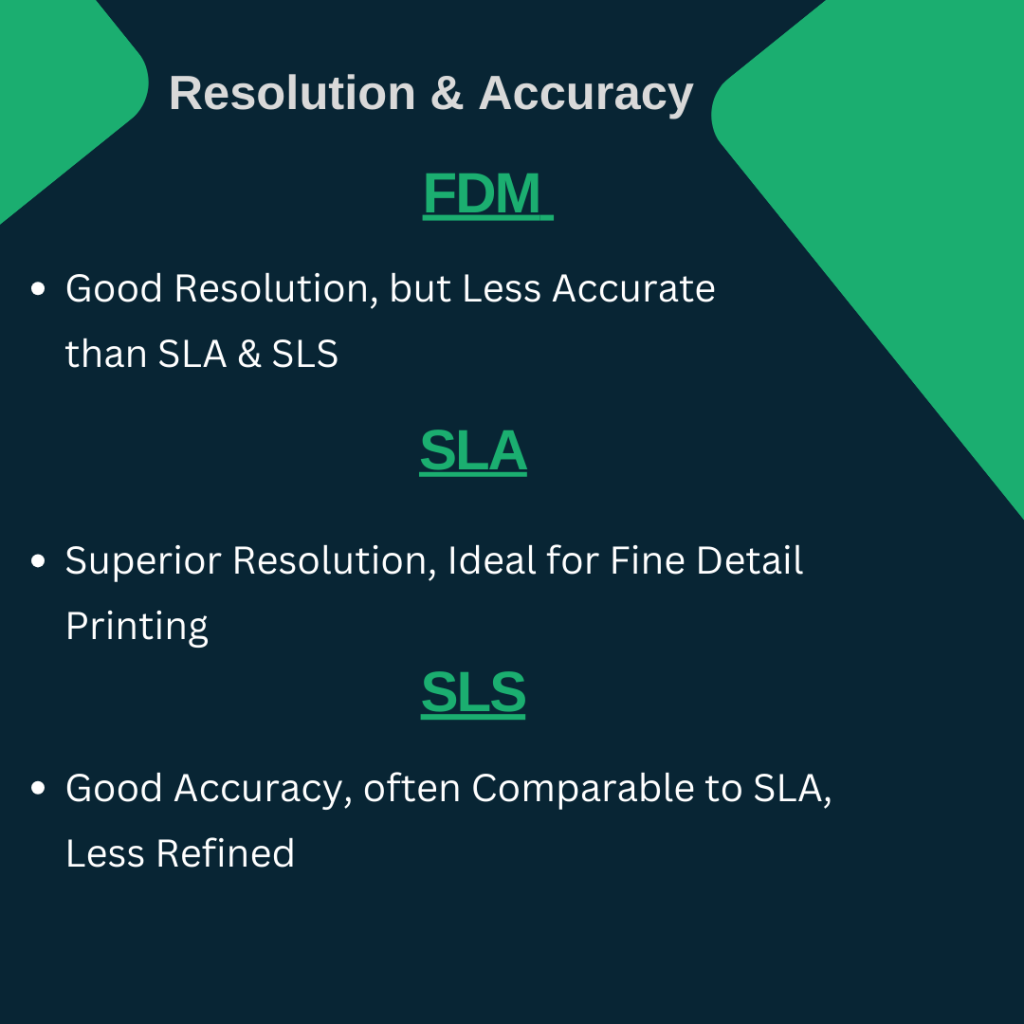 Resolution & Accuracy
FDM
• Good Resolution, but Less Accurate
than SLA & SLS
SLA
• Superior Resolution, Ideal for Fine Detail
Printing
SLS
• Good Accuracy, often Comparable to SLA,
Less Refined